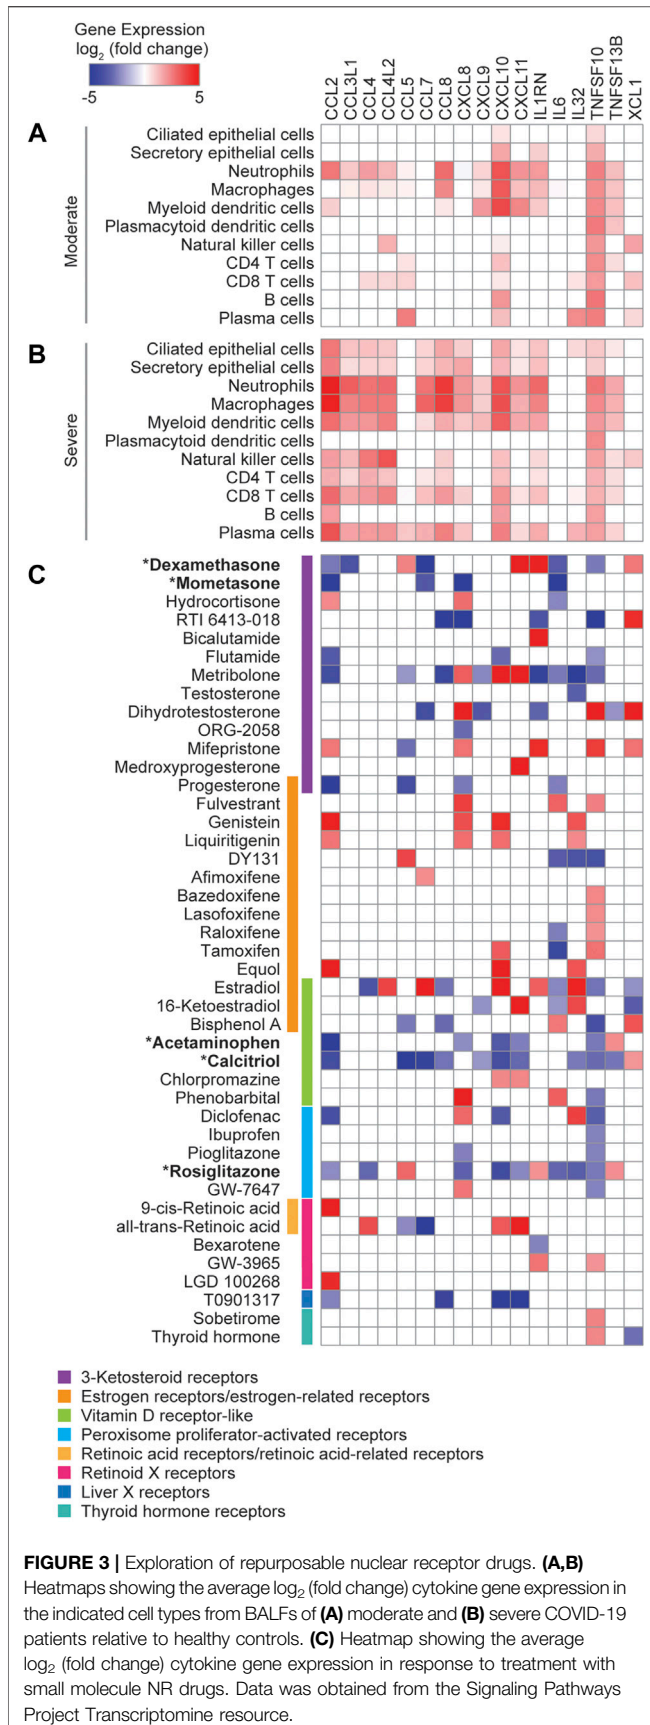 Gene Expression
log2 (fold change)
-5 5
CCL2
CCL3L1
CCL4
CCL4L2
CCL5
CCL7
CCL8
CXCL8
CXCL9
CXCL10
CXCL11
IL1RN
IL6
IL32
TNFSF10
TNFSF13B
XCL1
A
Moderate
Ciliated epithelial cells
Secretory epithelial cells
Neutrophils
Macrophages
Myeloid dendritic cells
Plasmacytoid dendritic cells
Natural killer cells
CD4 T cells
CD8 T cells
B cells
Plasma cells
B
Severe
Ciliated epithelial cells
Secretory epithelial cells
Neutrophils
Macrophages
Myeloid dendritic cells
Plasmacytoid dendritic cells
Natural killer cells
CD4 T cells
CD8 T cells
B cells
Plasma cells
C
*Dexamethasone
*Mometasone
Hydrocortisone
RTI 6413-018
Bicalutamide
Flutamide
Metribolone
Testosterone
Dihydrotestosterone
ORG-2058
Mifepristone
Medroxyprogesterone
Progesterone
Fulvestrant
Genistein
Liquiritigenin
DY131
Afimoxifene
Bazedoxifene
Lasofoxifene
Raloxifene
Tamoxifen
Equol
Estradiol
16-Ketoestradiol
Bisphenol A
*Acetaminophen
*Calcitriol
Chlorpromazine
Phenobarbital
Diclofenac
Ibuprofen
Pioglitazone
*Rosiglitazone
GW-7647
9-cis-Retinoic acid
all-trans-Retinoic acid
Bexarotene
GW-3965
LGD 100268
T0901317
Sobetirome
Thyroid hormone
3-Ketosteroid receptors
Estrogen receptors/estrogen-related receptors
Vitamin D receptor-like
Peroxisome proliferator-activated receptors
Retinoic acid receptors/retinoic acid-related receptors
Retinoid X receptors
Liver X receptors
Thyroid hormone receptors
FIGURE 3 | Exploration of repurposable nuclear receptor drugs. (A,B)
Heatmaps showing the average log2 (fold change) cytokine gene expression in
the indicated cell types from BALFs of (A) moderate and (B) severe COVID-19
patients relative to healthy controls. (C) Heatmap showing the average
log2 (fold change) cytokine gene expression in response to treatment with
small molecule NR drugs. Data was obtained from the Signaling Pathways
Project Transcriptomine resource.